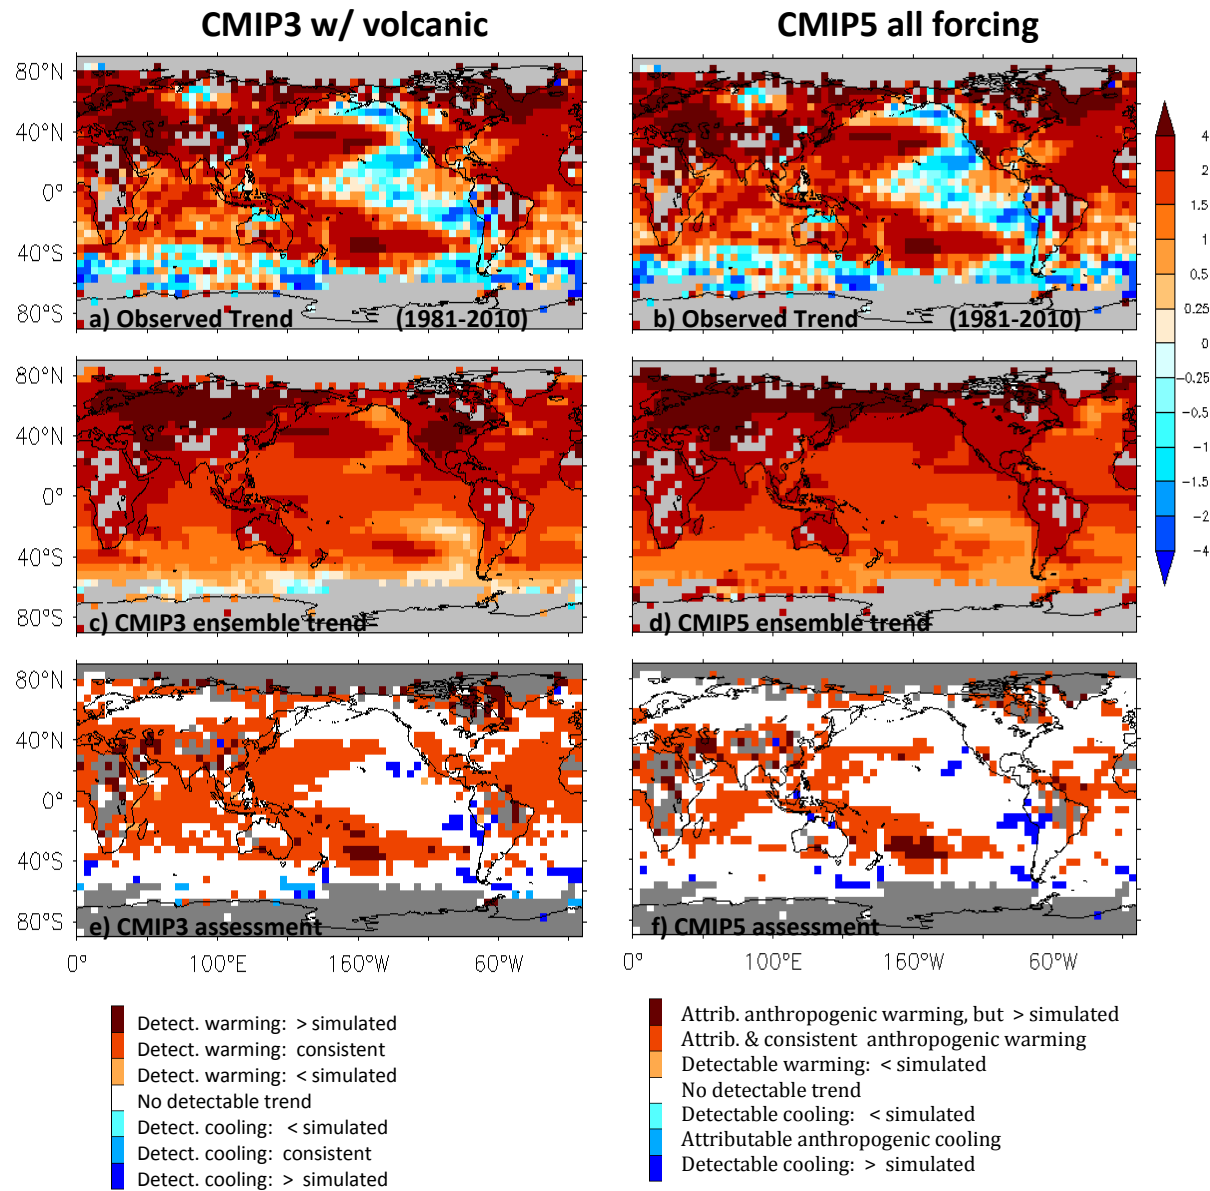 CMIP3 w/ volcanic
CMIP5 all forcing
80°N
40°N
0°
40°S
80°S
a) Observed Trend (1981-2010)
b) Observed Trend (1981-2010)
4
2
1.5
1
0.5
0.25
0
-0.25
-0.5
-1
-1.5
-2
-4
80°N
40°N
0°
40°S
80°S
c) CMIP3 ensemble trend
d) CMIP5 ensemble trend
80°N
40°N
0°
40°S
80°S
e) CMIP3 assessment
f) CMIP5 assessment
0° 100°E 160°W 60°W
0° 100°E 160°W 60°W
Detect. warming: > simulated
Detect. warming: consistent
Detect. warming: < simulated
No detectable trend
Detect. cooling: < simulated
Detect. cooling: consistent
Detect. cooling: > simulated
Attrib. anthropogenic warming, but > simulated
Attrib. & consistent anthropogenic warming
Detectable warming: < simulated
No detectable trend
Detectable cooling: < simulated
Attributable anthropogenic cooling
Detectable cooling: > simulated